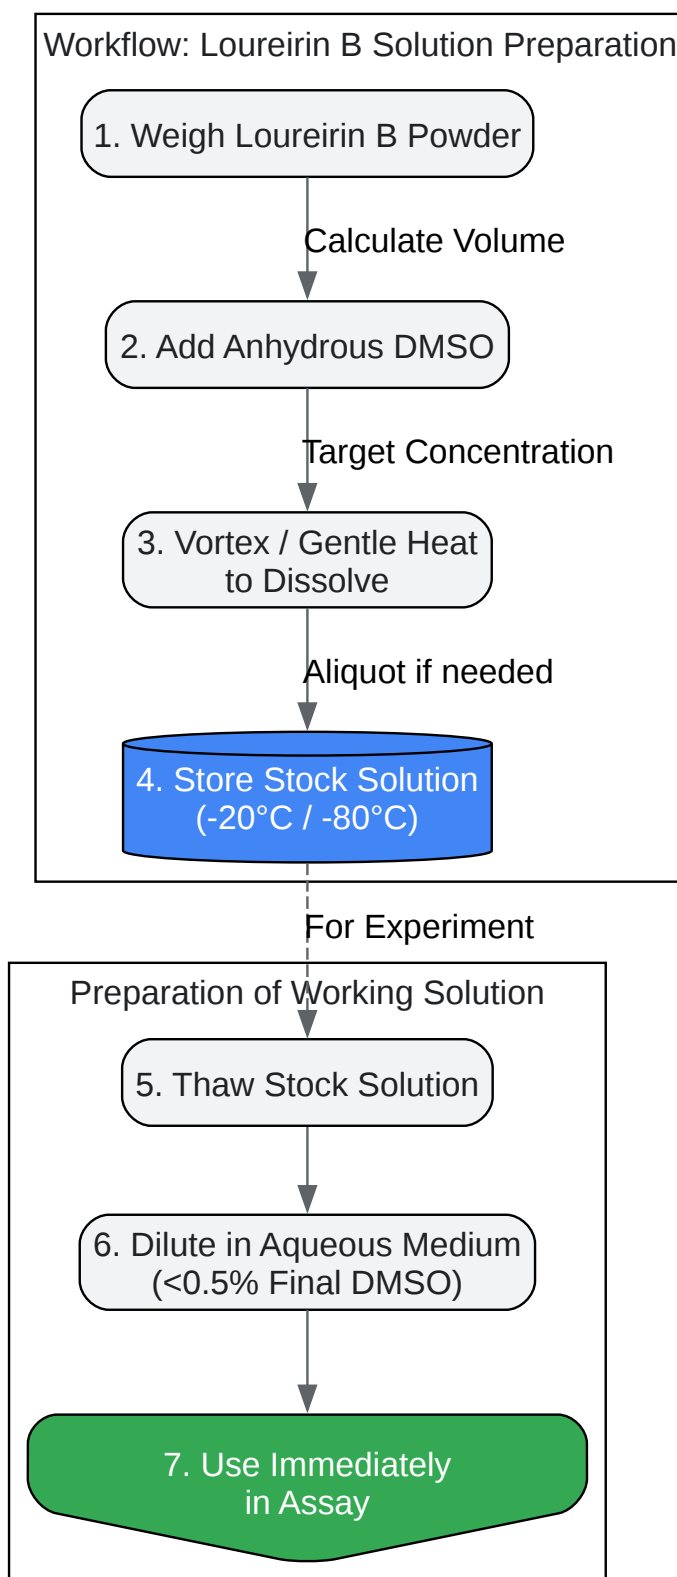 Workflow: Loureirin B Solution Preparation
1. Weigh Loureirin B Powder
Calculate Volume
2. Add Anhydrous DMSO
Target Concentration
3. Vortex / Gentle Heat
to Dissolve
Aliquot if needed
4. Store Stock Solution
(-20°C / -80°C)
For Experiment
Preparation of Working Solution
5. Thaw Stock Solution
6. Dilute in Aqueous Medium
(<0.5% Final DMSO)
7. Use Immediately
in Assay